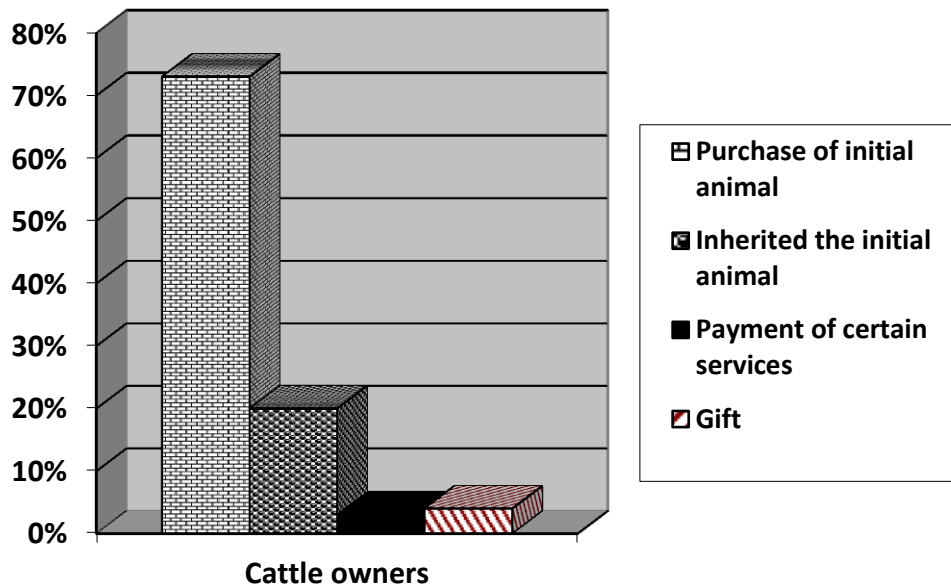 80%
70%
60%
50%
40%
30%
20%
10%
0%
Cattle owners
Purchase of initial
animal
Inherited the initial
animal
Payment of certain
services
Gift